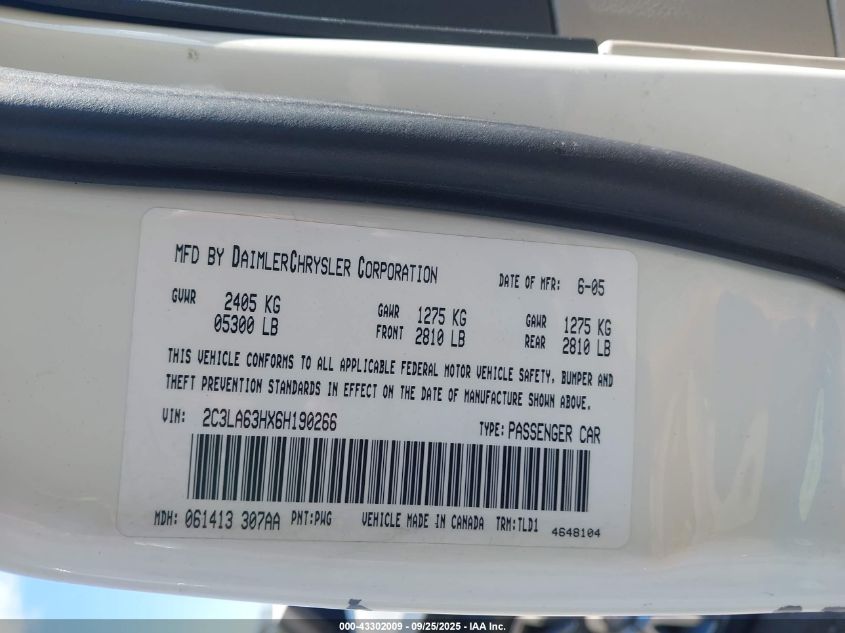 MFD BY DAIMLERCHRYSLER CORPORATION DATE OF MFR: 6-05
GVWR 2405 KG GAWR 1275 KG GAWR 1275 KG
05300 LB FRONT 2810 LB REAR 2810 LB
THIS VEHICLE CONFORMS TO ALL APPLICABLE FEDERAL MOTOR VEHICLE SAFETY, BUMPER AND
THEFT PREVENTION STANDARDS IN EFFECT ON THE DATE OF MANUFACTURE SHOWN ABOVE.
VIN: 2C3LA63HX6H190266 TYPE: PASSENGER CAR
MDH: 061413 307AA PNT: PWG VEHICLE MADE IN CANADA TRM: TLD1
4648104
000-43302009 - 09/25/2025 - IAA Inc.